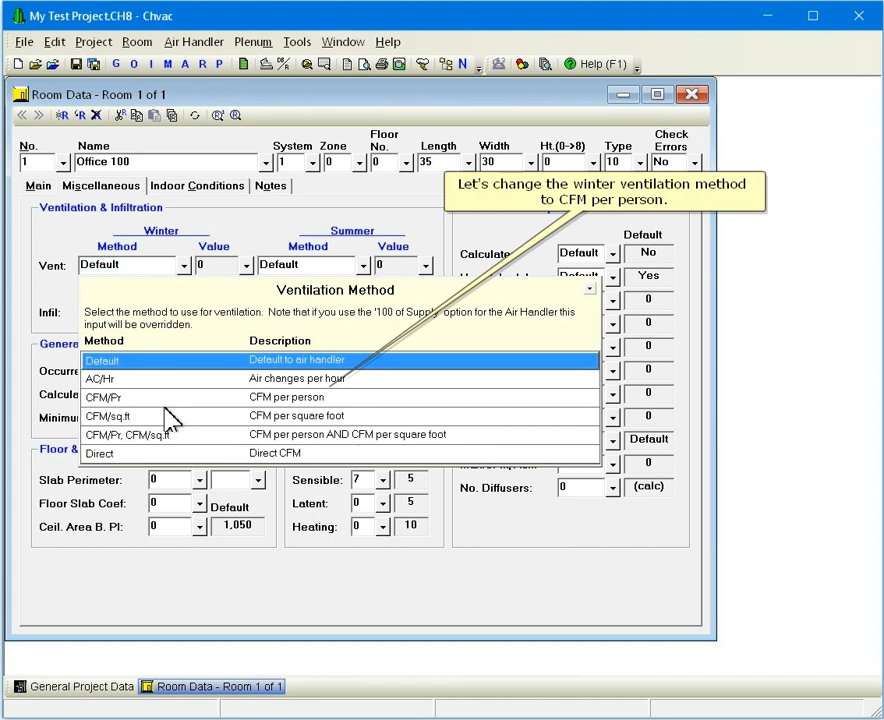 My Test Project.CH8 - Chvac
File Edit Project Room Air Handler Plenum Tools Window Help
G O I M A R P N Help (F1)
Room Data - Room 1 of 1
Floor Check
No. Name System Zone No. Length Width Ht.(0->8) Type Errors
1 Office 100 1 0 0 35 30 0 10 No
Let's change the winter ventilation method
to CFM per person.
Main Miscellaneous Indoor Conditions Notes
Ventilation & Infiltration
Winter Summer
Default
Method Value Method Value
Calculate Default No
Vent: Default 0 Default 0
Default Yes
Ventilation Method
0
Select the method to use for ventilation. Note that if you use the '100 of Supply' option for the Air Handler this
input will be overridden.
Infil: 0
Method Description
Genera 0
Default Default to air handler
Occurre 0
AC/Hr Air changes per hour
Calcula 0
CFM/Pr CFM per person
Minimu 0
CFM/sq.ft CFM per square foot
CFM/Pr, CFM/sq.ft CFM per person AND CFM per square foot
Default
Floor &
Direct Direct CFM
0
Slab Perimeter: 0 Sensible: 7 5
No. Diffusers: 0 (calc)
Floor Slab Coef: 0 Default Latent: 0 5
Ceil. Area B. Pl: 0 1,050 Heating: 0 10
General Project Data Room Data - Room 1 of 1